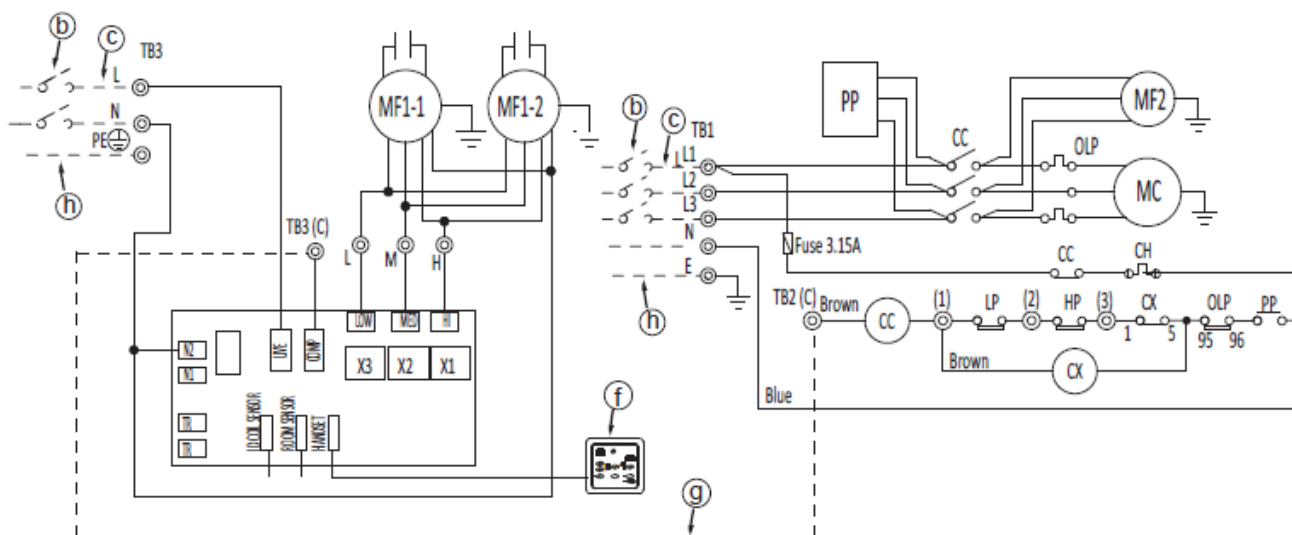 b
c
TB3
L
N
PE
h
MF1-1
MF1-2
TB3 (C)
L
M
H
LOW
MED
HI
LIVE
COMP
X3
X2
X1
N2
N1
TR
TR
I.D COIL SENSOR
ROOM SENSOR
HANDSET
f
g
b
c
TB1
L1
L2
L3
N
E
h
PP
CC
MF2
OLP
MC
Fuse 3.15A
CC
CH
TB2 (C)
Brown
CC
(1)
LP
(2)
HP
(3)
CX
1
5
OLP
95
96
PP
Brown
CX
Blue